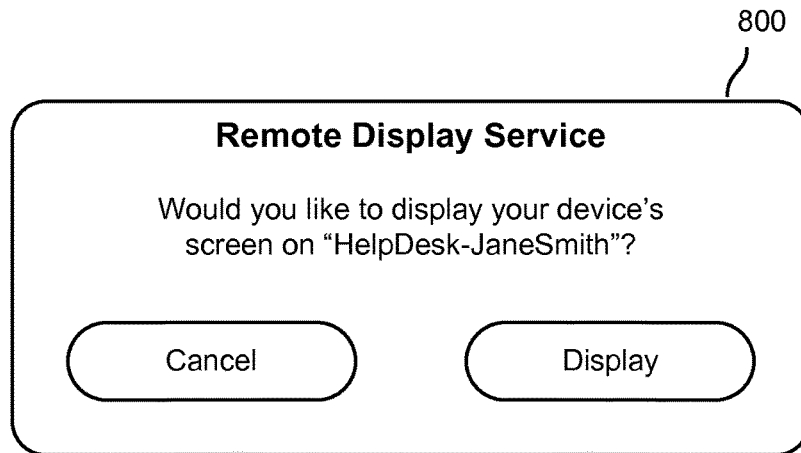 800
Remote Display Service
Would you like to display your device’s
screen on “HelpDesk-JaneSmith”?
Cancel
Display